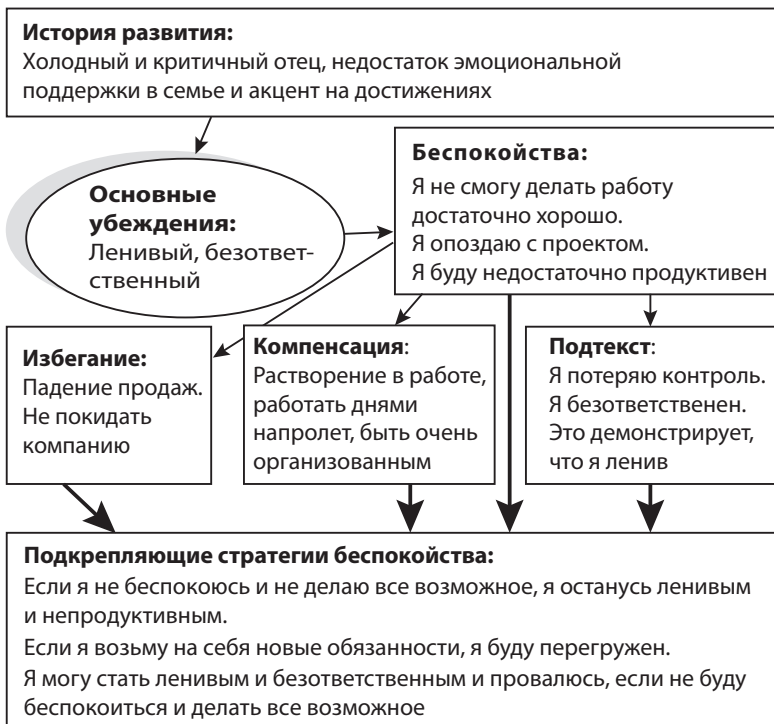 История развития:
Холодный и критичный отец, недостаток эмоциональной
поддержки в семье и акцент на достижениях
Основные
убеждения:
Ленивый, безответ-
ственный
Беспокойства:
Я не смогу делать работу
достаточно хорошо.
Я опоздаю с проектом.
Я буду недостаточно продуктивен
Избегание:
Падение продаж.
Не покидать
компанию
Компенсация:
Растворение в работе,
работать днями
напролет, быть очень
организованным
Подтекст:
Я потеряю контроль.
Я безответственен.
Это демонстрирует,
что я ленив
Подкрепляющие стратегии беспокойства:
Если я не беспокоюсь и не делаю все возможное, я останусь ленивым
и непродуктивным.
Если я возьму на себя новые обязанности, я буду перегружен.
Я могу стать ленивым и безответственным и провалюсь, если не буду
беспокоиться и делать все возможное